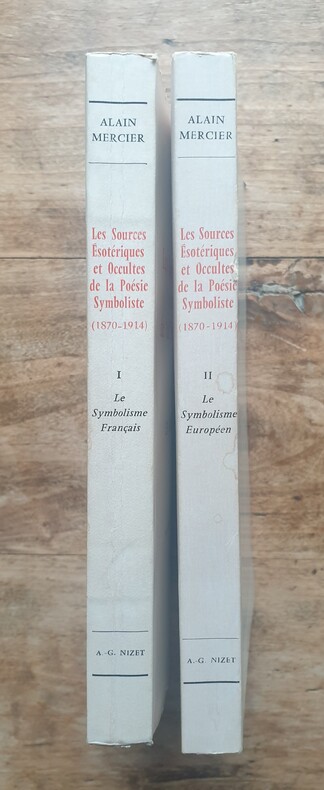 ALAIN
MERCIER
Les Sources
Ésotériques
et Occultes
de la Poésie
Symboliste
(1870-1914)
I
Le
Symbolisme
Français
A.-G. NIZET
ALAIN
MERCIER
Les Sources
Ésotériques
et Occultes
de la Poésie
Symboliste
(1870-1914)
II
Le
Symbolisme
Européen
A.-G. NIZET